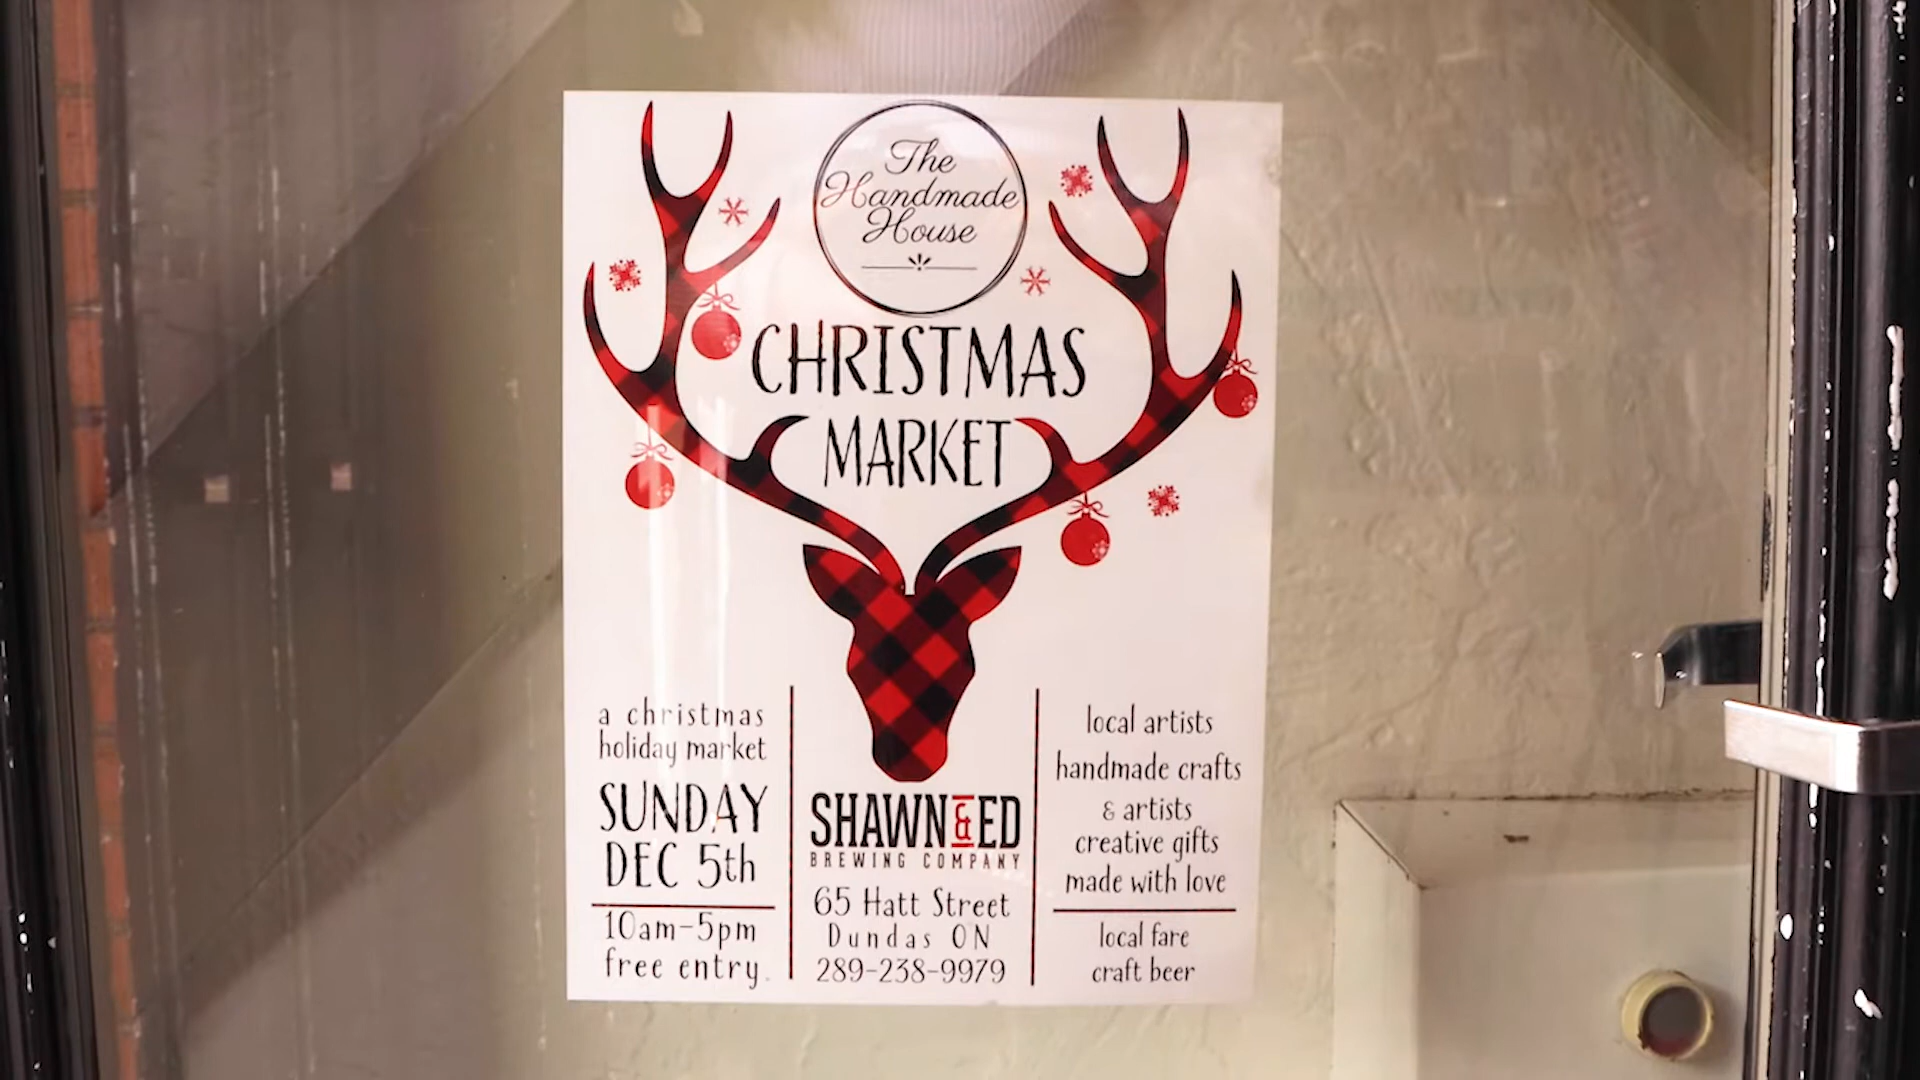 The
Handmade
House
CHRISTMAS
MARKET
a christmas
holiday market
SUNDAY
DEC 5th
10am-5pm
free entry
SHAWN & ED
BREWING COMPANY
65 Hatt Street
Dundas ON
289-238-9979
local artists
handmade crafts
& artists
creative gifts
made with love
local fare
craft beer